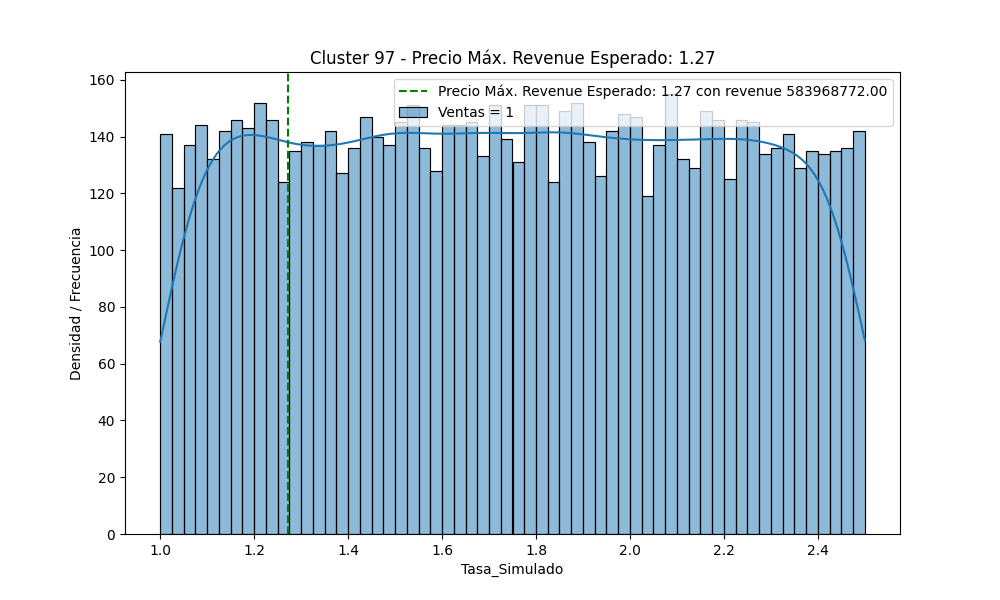 Cluster 97 - Precio Máx. Revenue Esperado: 1.27
Precio Máx. Revenue Esperado: 1.27 con revenue 583968772.00
Ventas = 1
Densidad / Frecuencia
160
140
120
100
80
60
40
20
0
1.0 1.2 1.4 1.6 1.8 2.0 2.2 2.4
Tasa_Simulado